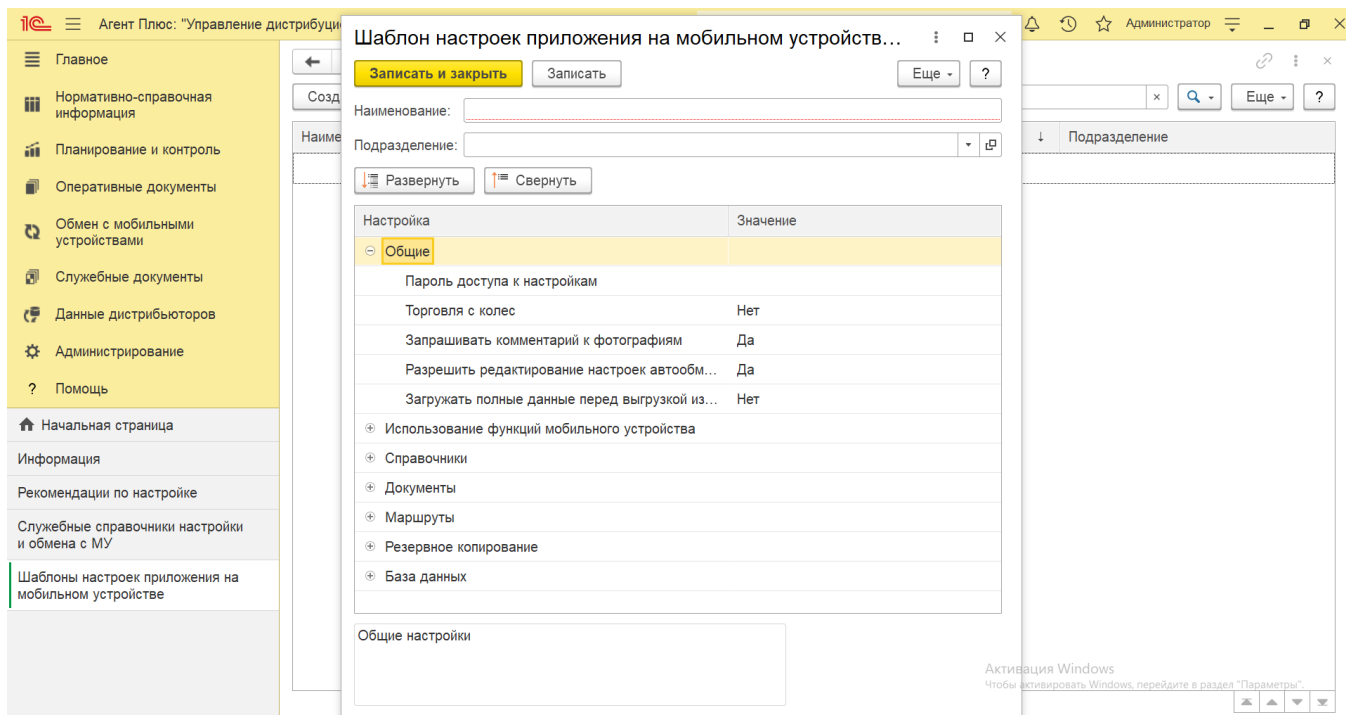 1С Агент Плюс: "Управление дистрибуци
Администратор
Главное
Нормативно-справочная
информация
Планирование и контроль
Оперативные документы
Обмен с мобильными
устройствами
Служебные документы
Данные дистрибьюторов
Администрирование
? Помощь
Начальная страница
Информация
Рекомендации по настройке
Служебные справочники настройки
и обмена с МУ
Шаблоны настроек приложения на
мобильном устройстве
Созд
Наиме
Шаблон настроек приложения на мобильном устройств...
Записать и закрыть Записать Еще ?
Наименование:
Подразделение:
Развернуть Свернуть
Настройка Значение
Общие
Пароль доступа к настройкам
Торговля с колес Нет
Запрашивать комментарий к фотографиям Да
Разрешить редактирование настроек автообм... Да
Загружать полные данные перед выгрузкой из... Нет
Использование функций мобильного устройства
Справочники
Документы
Маршруты
Резервное копирование
База данных
Общие настройки
Еще ?
Подразделение
Активация Windows
Чтобы активировать Windows, перейдите в раздел "Параметры".